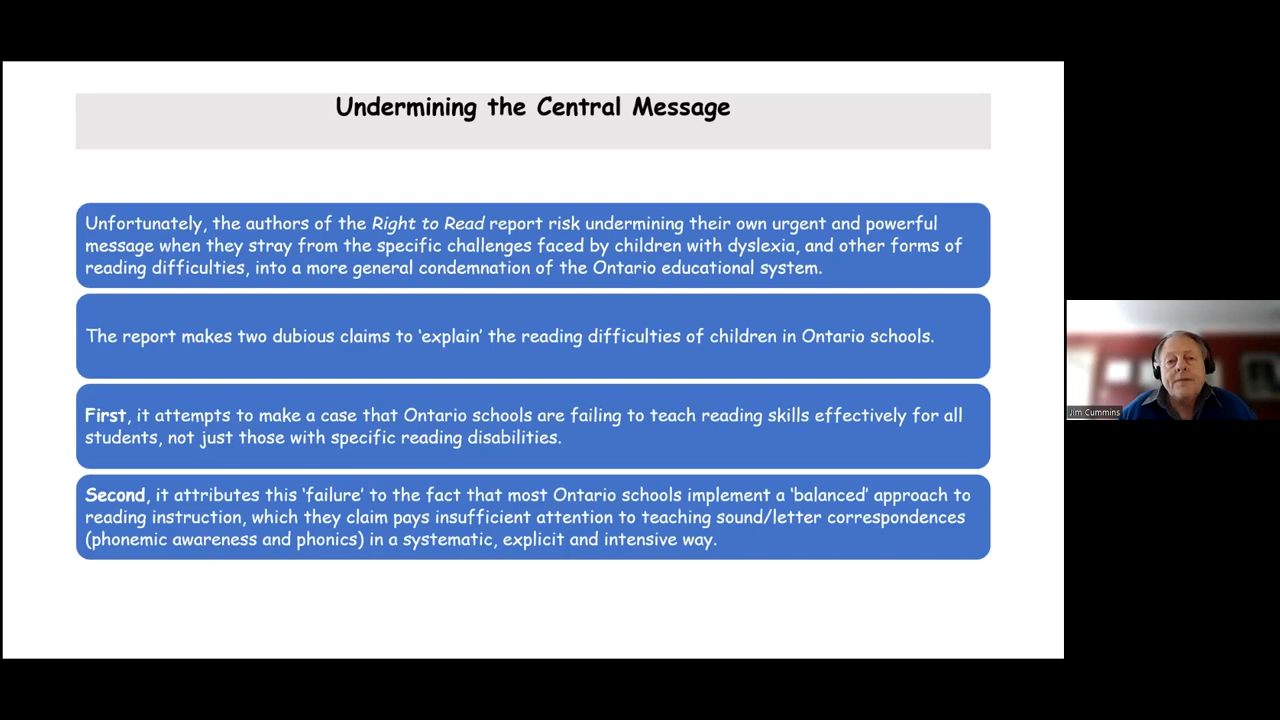 Undermining the Central Message
Unfortunately, the authors of the Right to Read report risk undermining their own urgent and powerful
message when they stray from the specific challenges faced by children with dyslexia, and other forms of
reading difficulties, into a more general condemnation of the Ontario educational system.
The report makes two dubious claims to ‘explain’ the reading difficulties of children in Ontario schools.
First, it attempts to make a case that Ontario schools are failing to teach reading skills effectively for all
students, not just those with specific reading disabilities.
Second, it attributes this ‘failure’ to the fact that most Ontario schools implement a ‘balanced’ approach to
reading instruction, which they claim pays insufficient attention to teaching sound/letter correspondences
(phonemic awareness and phonics) in a systematic, explicit and intensive way.
Jim Cummins